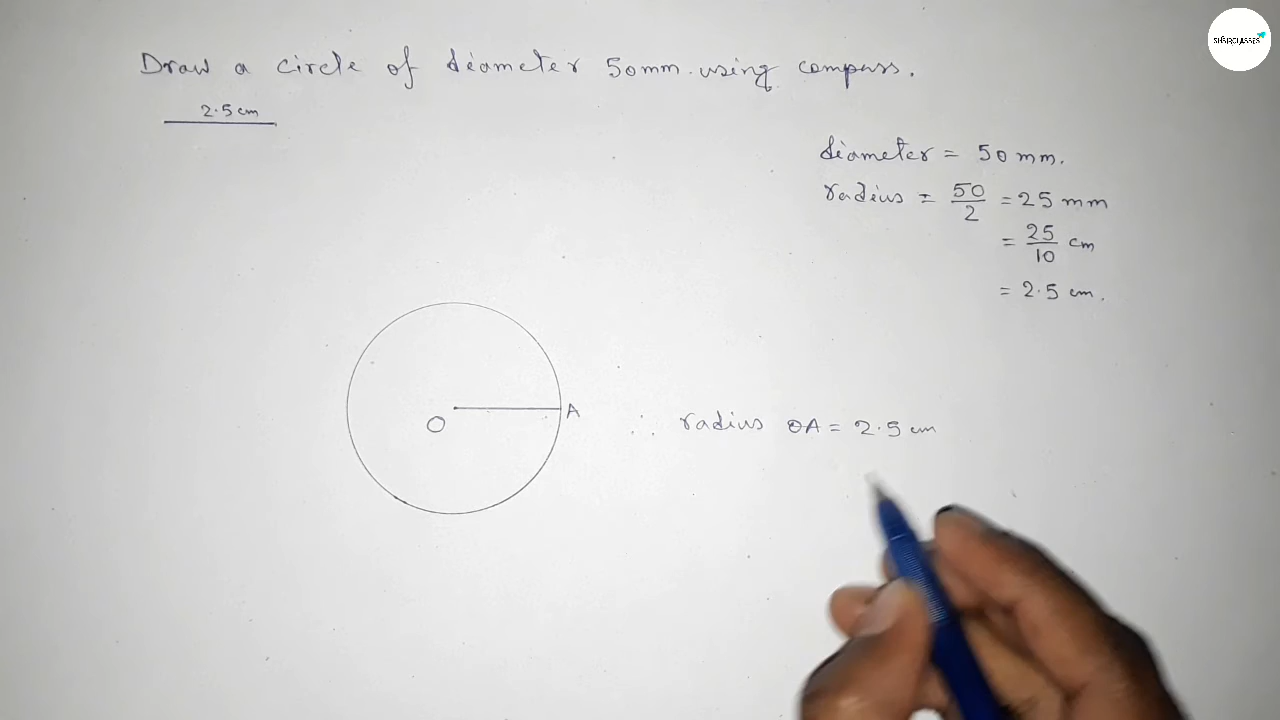 Draw a circle of diameter 50mm. using compass.
2.5 cm
diameter = 50 mm.
radius = 50/2 = 25 mm
= 25/10 cm
= 2.5 cm.
O A
∴ radius OA = 2.5 cm